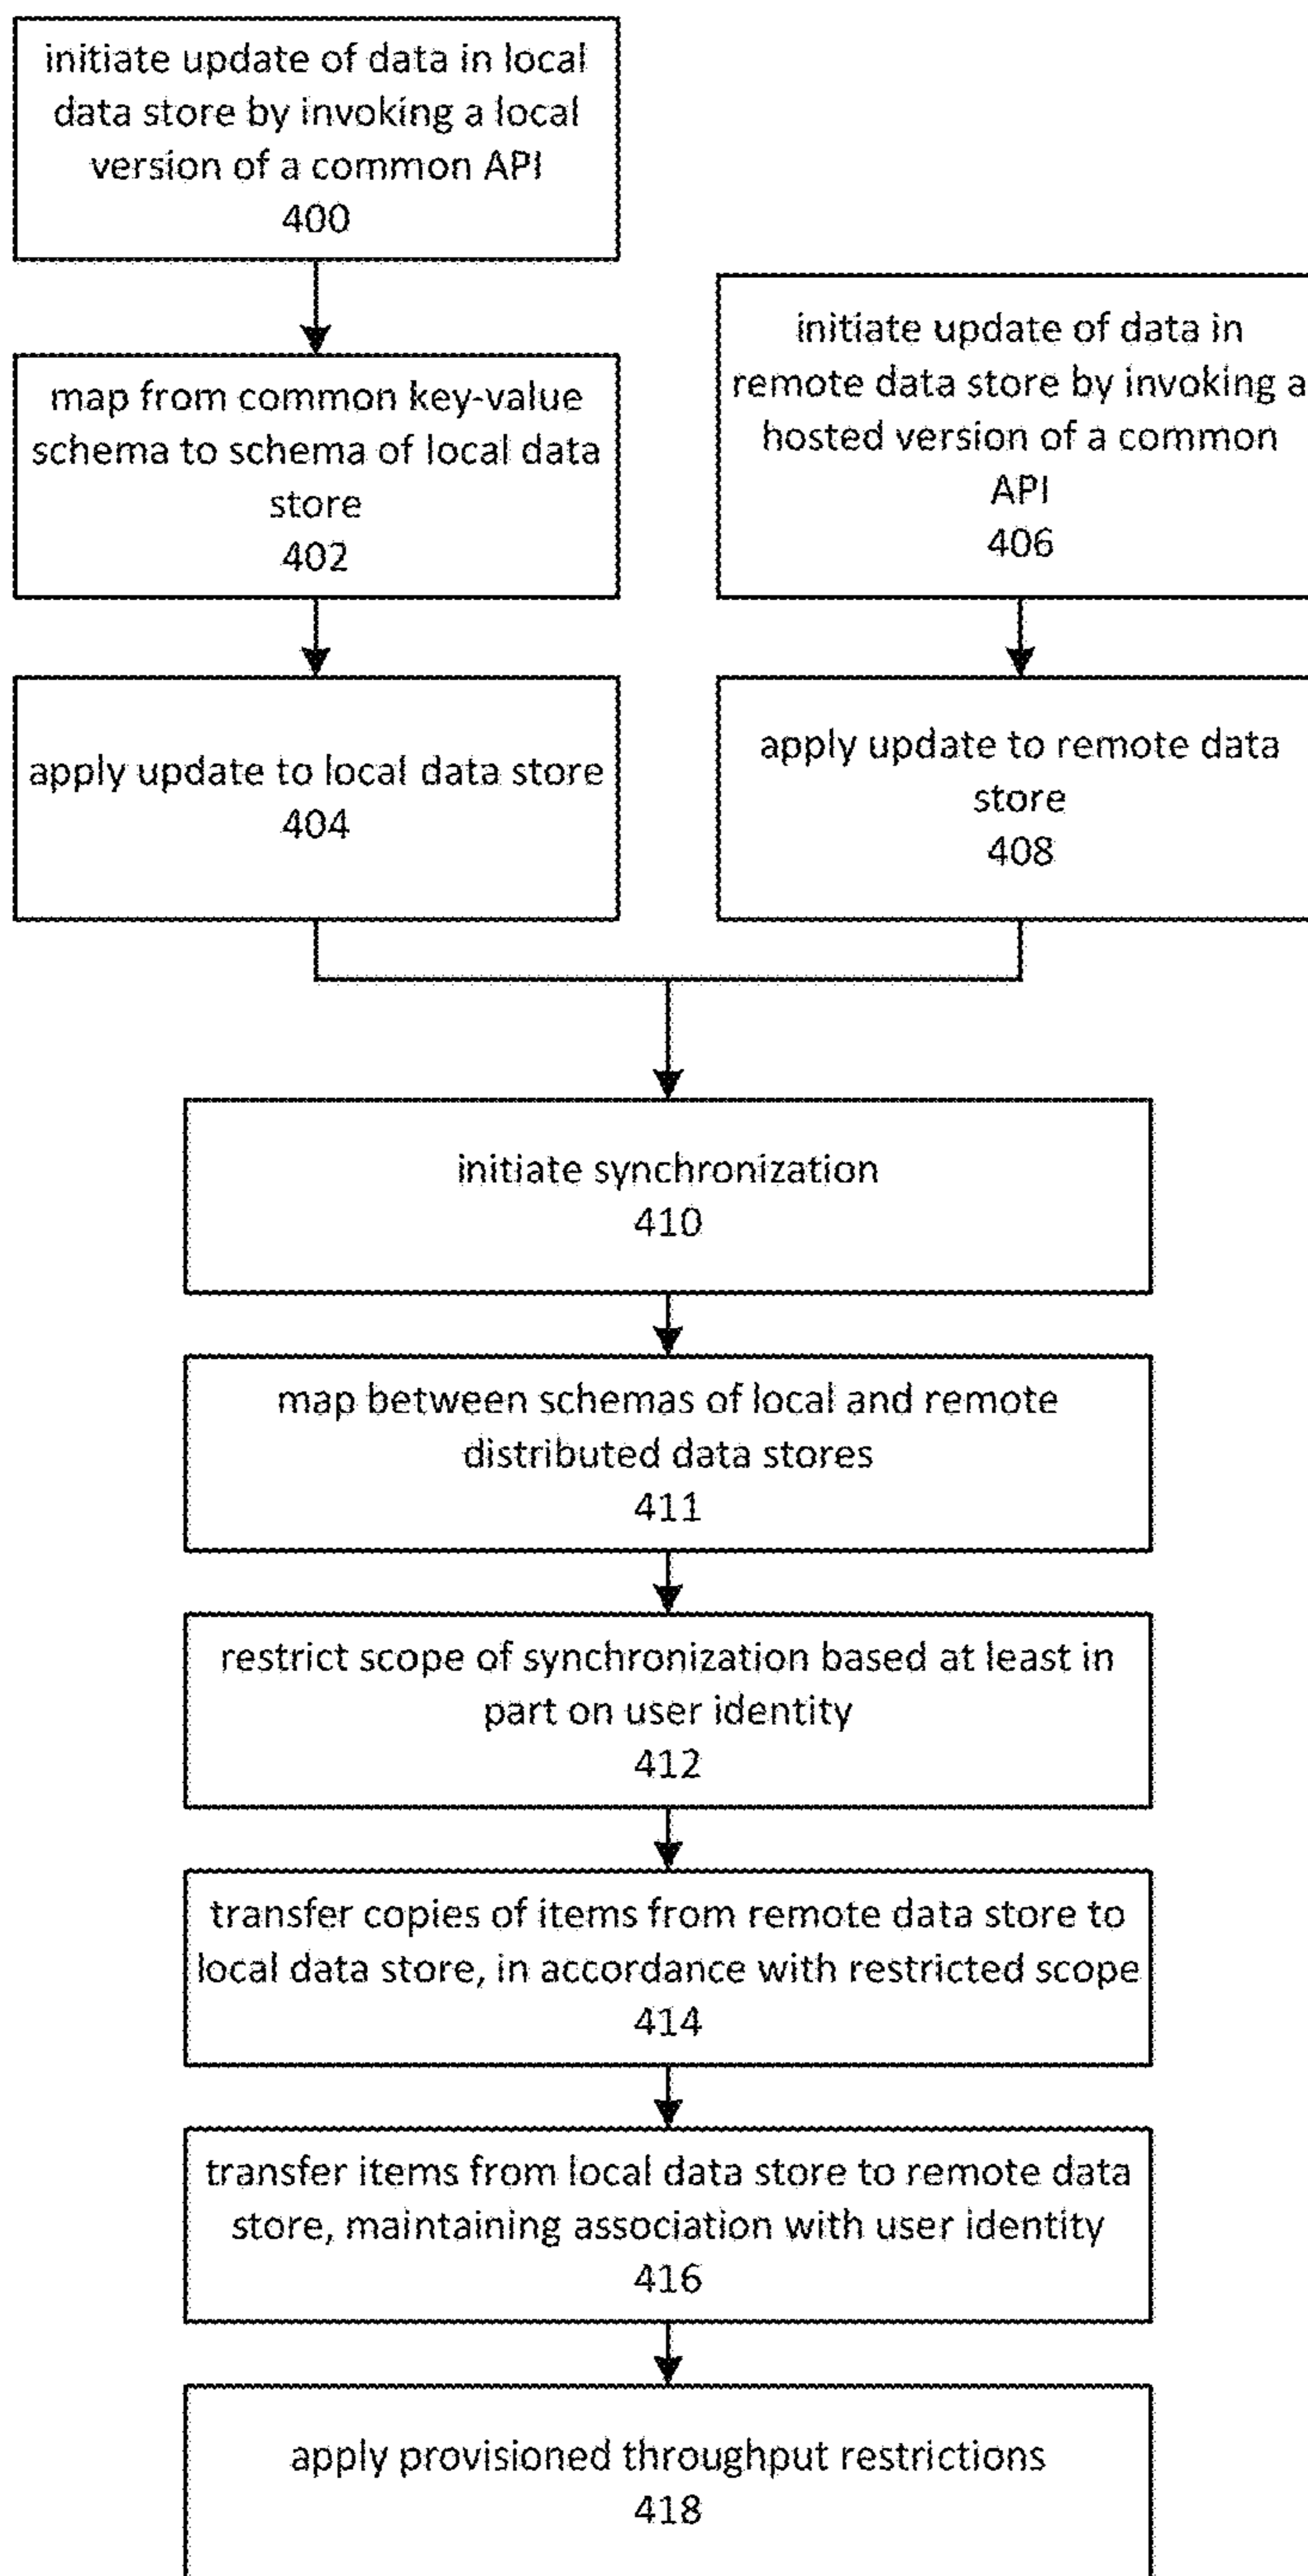 initiate update of data in local
data store by invoking a local
version of a common API
400
map from common key-value
schema to schema of local data
store
402
apply update to local data store
404
initiate update of data in
remote data store by invoking a
hosted version of a common
API
406
apply update to remote data
store
408
initiate synchronization
410
map between schemas of local and remote
distributed data stores
411
restrict scope of synchronization based at least in
part on user identity
412
transfer copies of items from remote data store to
local data store, in accordance with restricted scope
414
transfer items from local data store to remote data
store, maintaining association with user identity
416
apply provisioned throughput restrictions
418